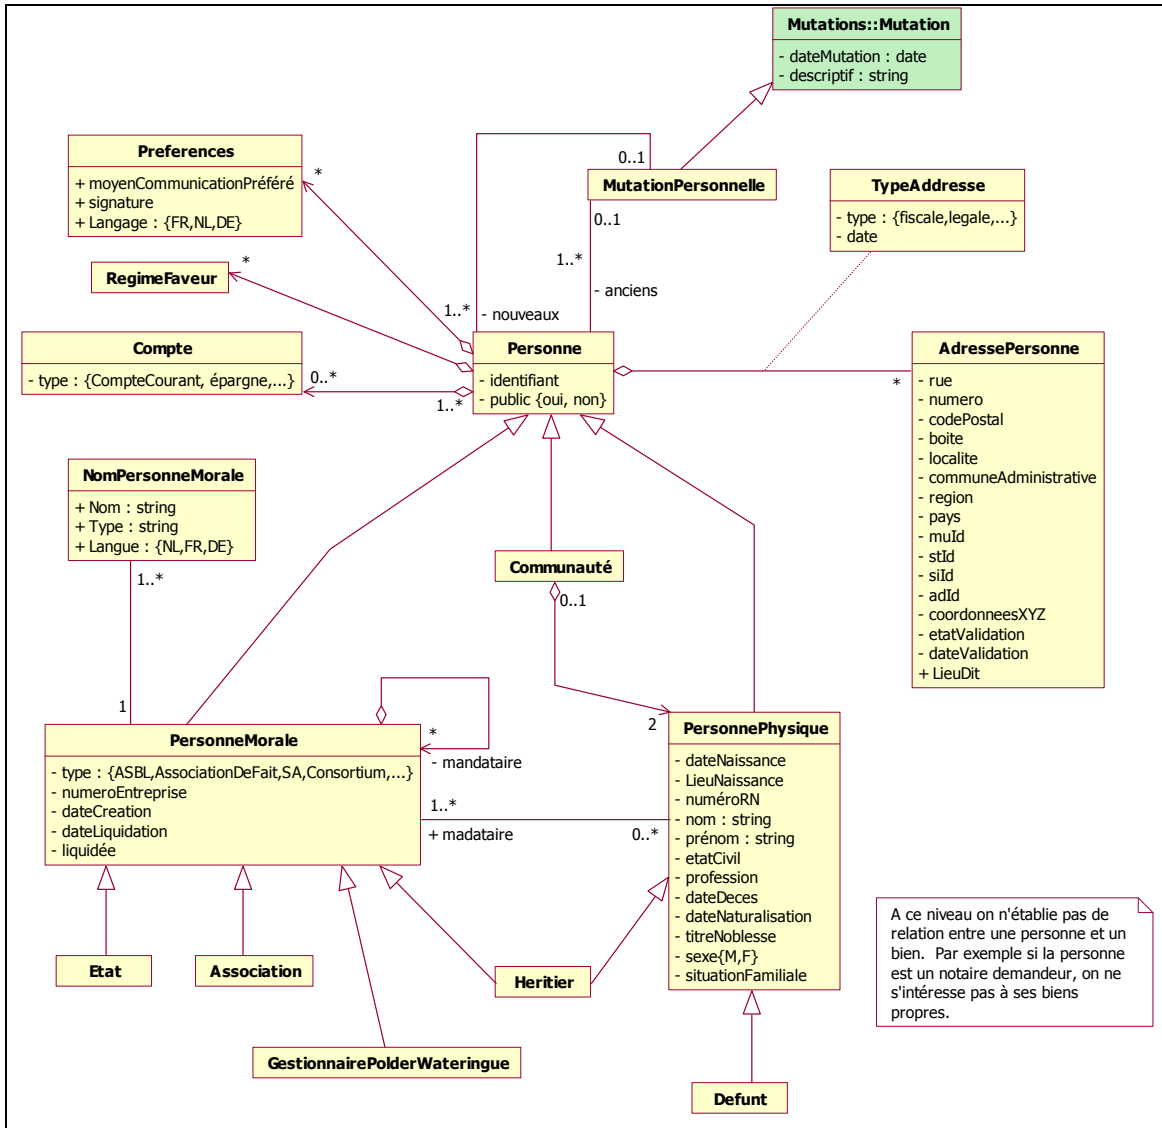 Mutations::Mutation
- dateMutation : date
- descriptif : string
Preferences
+ moyenCommunicationPréféré
+ signature
+ Langage : {FR,NL,DE}
*
0..1
MutationPersonnelle
0..1
TypeAddresse
- type : {fiscale,legale,...}
- date
RegimeFaveur
*
1..*
- anciens
1..*
- nouveaux
Compte
- type : {CompteCourant, épargne,...}
0..*
1..*
Personne
- identifiant
- public {oui, non}
*
AdressePersonne
- rue
- numero
- codePostal
- boite
- localite
- communeAdministrative
- region
- pays
- muId
- stId
- siId
- adId
- coordonneesXYZ
- etatValidation
- dateValidation
+ LieuDit
NomPersonneMorale
+ Nom : string
+ Type : string
+ Langue : {NL,FR,DE}
1..*
1
Communauté
0..1
2
PersonneMorale
- type : {ASBL,AssociationDeFait,SA,Consortium,...}
- numeroEntreprise
- dateCreation
- dateLiquidation
- liquidée
*
- mandataire
1..*
+ madataire
0..*
PersonnePhysique
- dateNaissance
- LieuNaissance
- numéroRN
- nom : string
- prénom : string
- etatCivil
- profession
- dateDeces
- dateNaturalisation
- titreNoblesse
- sexe{M,F}
- situationFamiliale
A ce niveau on n'établie pas de
relation entre une personne et un
bien.  Par exemple si la personne
est un notaire demandeur, on ne
s'intéresse pas à ses biens
propres.
Etat
Association
Heritier
GestionnairePolderWateringue
Defunt